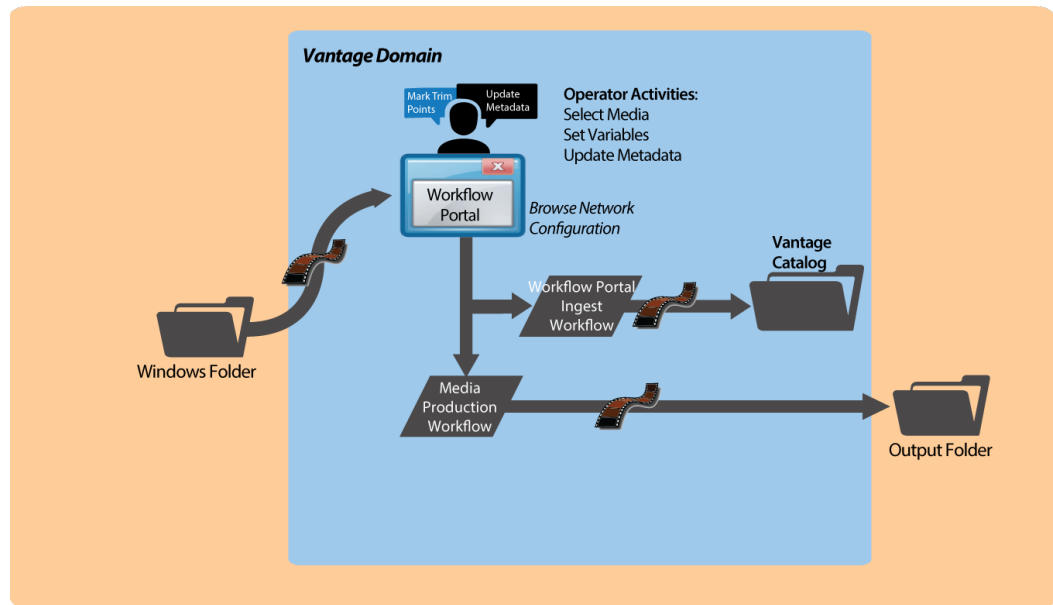 Vantage Domain
Mark Trim
Points
Update
Metadata
Operator Activities:
Select Media
Set Variables
Update Metadata
Workflow
Portal
Browse Network
Configuration
Vantage
Catalog
Workflow Portal
Ingest
Workflow
Windows Folder
Media
Production
Workflow
Output Folder